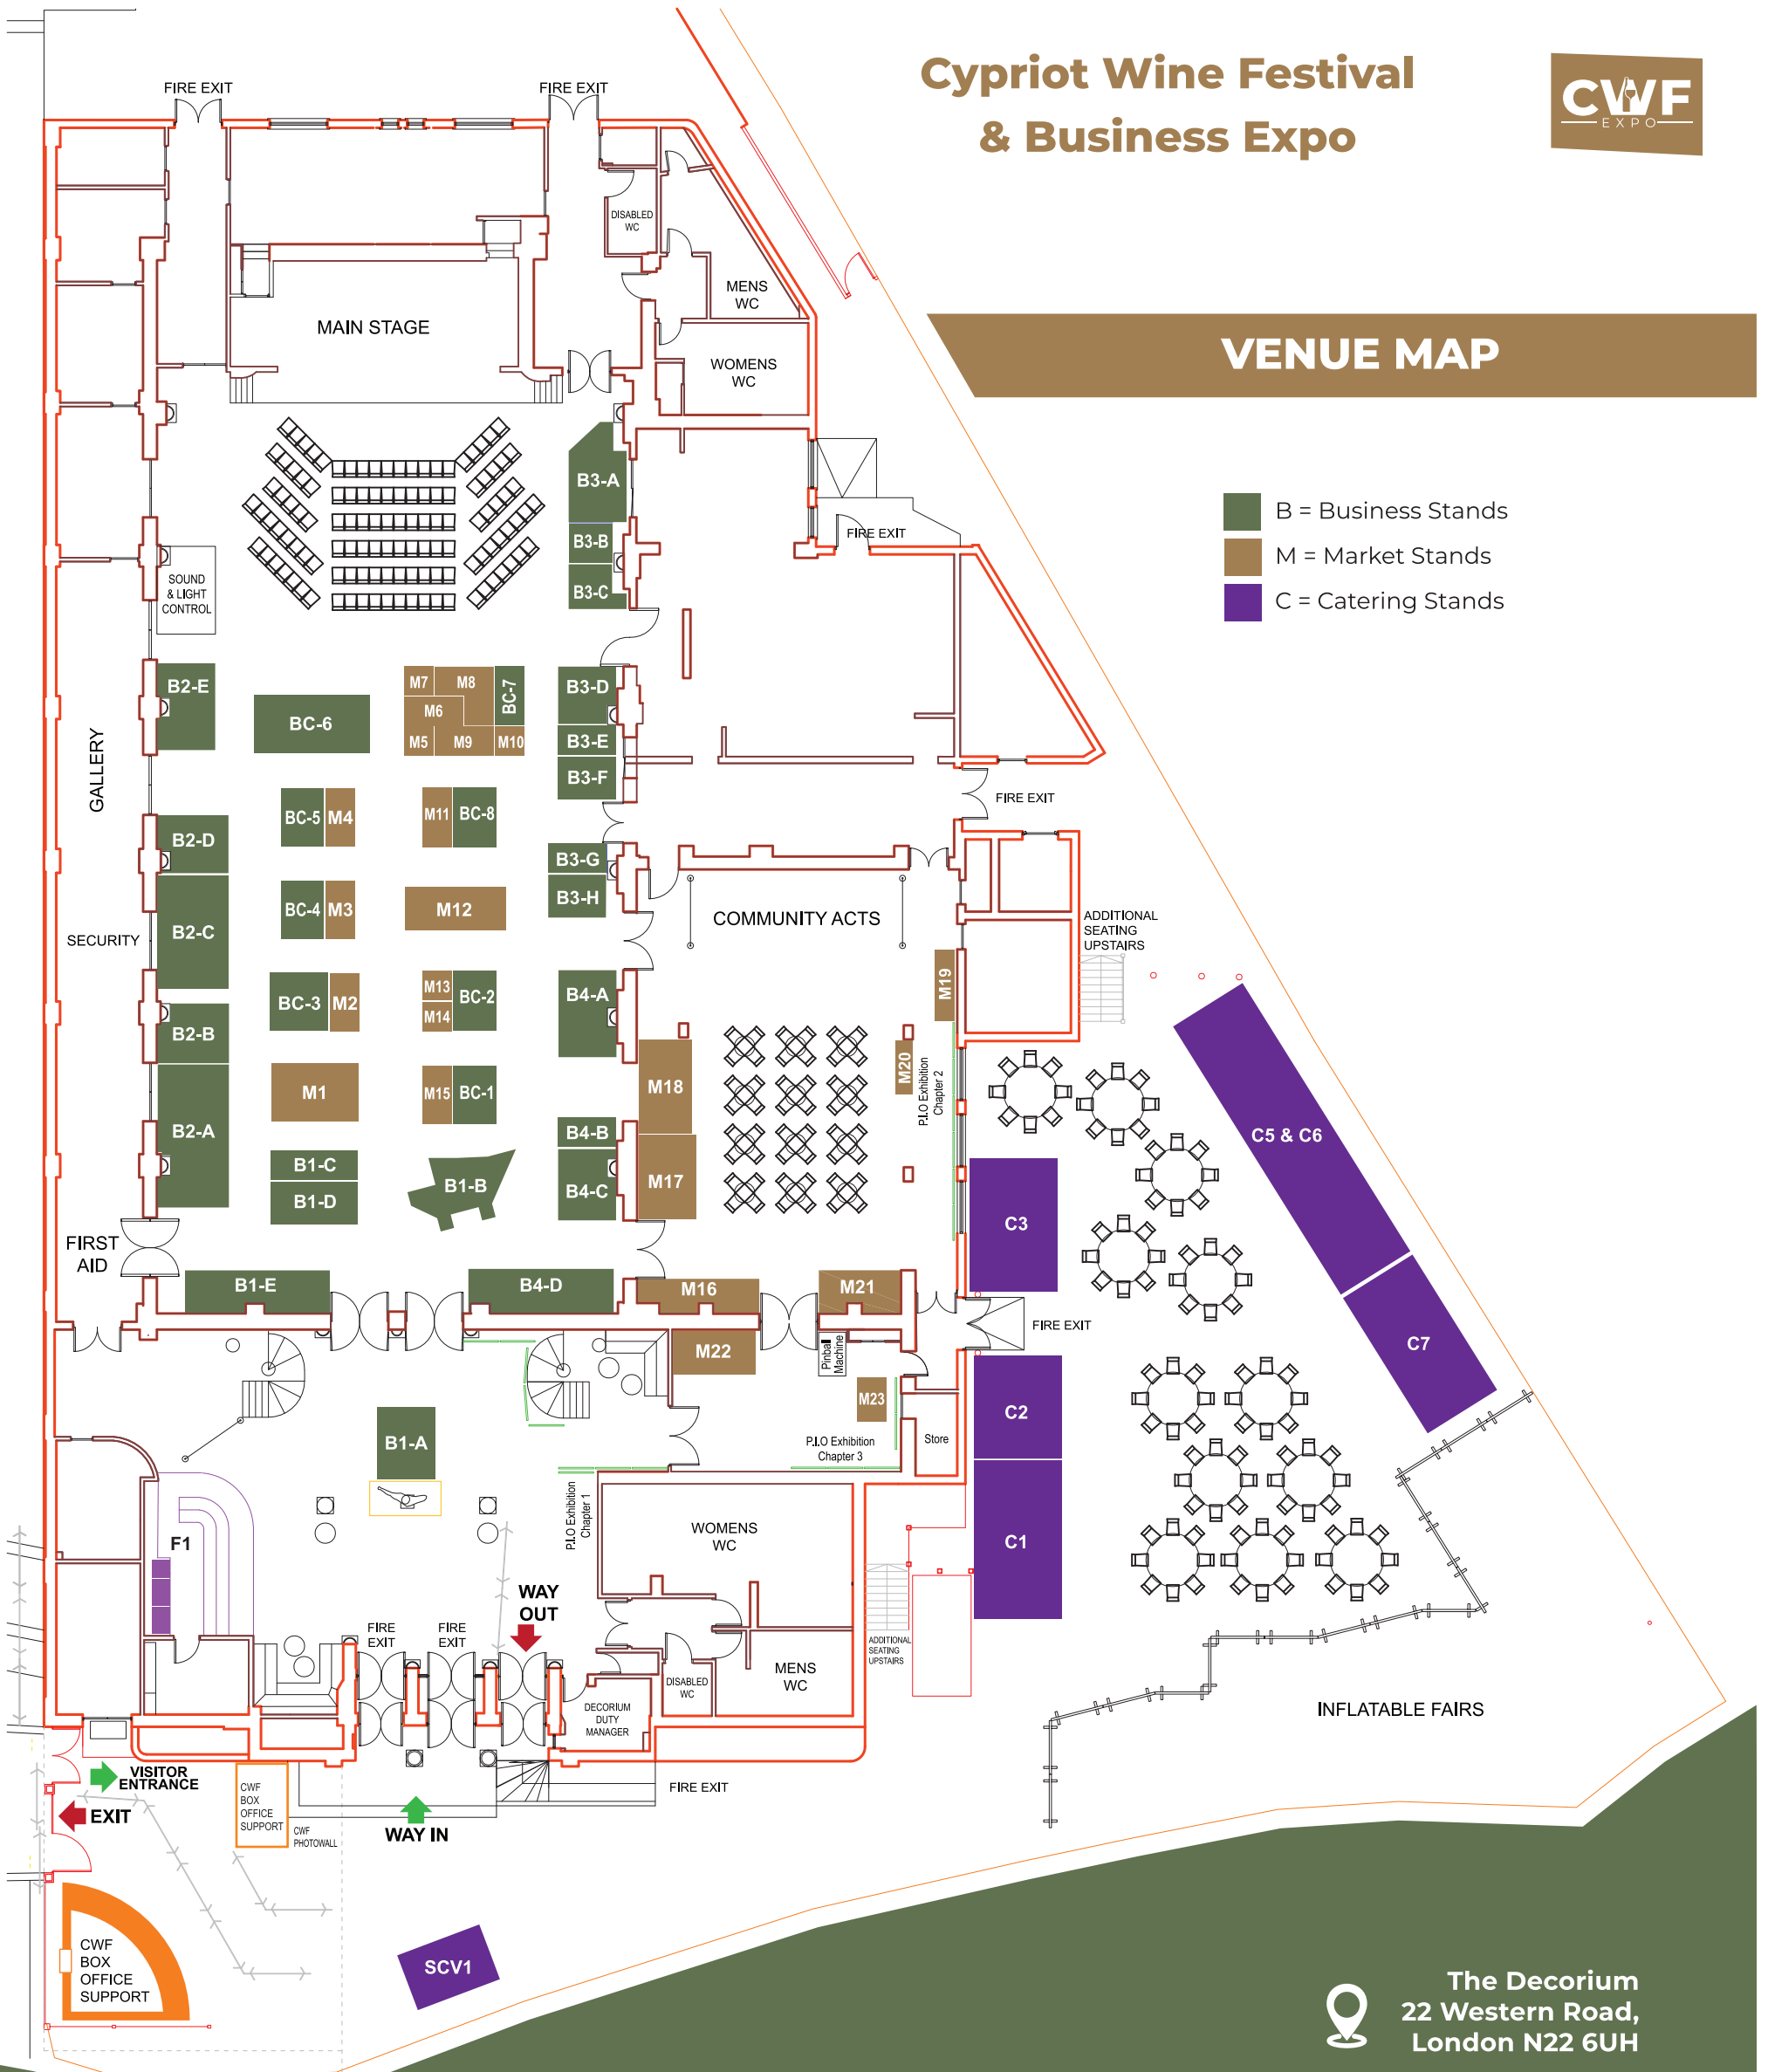 Cypriot Wine Festival
& Business Expo
CWF
EXPO
VENUE MAP
B = Business Stands
M = Market Stands
C = Catering Stands
FIRE EXIT
FIRE EXIT
DISABLED
WC
MENS
WC
MAIN STAGE
WOMENS
WC
B3-A
B3-B
B3-C
FIRE EXIT
SOUND
& LIGHT
CONTROL
B2-E
BC-6
M7
M8
BC-7
M6
M5
M9
M10
B3-D
B3-E
B3-F
GALLERY
FIRE EXIT
B2-D
BC-5
M4
M11
BC-8
B3-G
B3-H
B2-C
BC-4
M3
M12
COMMUNITY ACTS
ADDITIONAL
SEATING
UPSTAIRS
SECURITY
M19
BC-3
M2
M13
M14
BC-2
B4-A
B2-B
M20
P.I.O Exhibition
Chapter 2
M18
M1
M15
BC-1
B2-A
B4-B
C5 & C6
B1-C
B1-D
B1-B
B4-C
M17
C3
FIRST
AID
B1-E
B4-D
M16
M21
FIRE EXIT
C7
M22
Pinball
Machine
M23
C2
Store
B1-A
P.I.O Exhibition
Chapter 3
P.I.O Exhibition
Chapter 1
F1
WOMENS
WC
C1
WAY
OUT
FIRE
EXIT
FIRE
EXIT
ADDITIONAL
SEATING
UPSTAIRS
MENS
WC
DISABLED
WC
DECORIUM
DUTY
MANAGER
INFLATABLE FAIRS
VISITOR
ENTRANCE
EXIT
CWF
BOX
OFFICE
SUPPORT
CWF
PHOTOWALL
WAY IN
FIRE EXIT
CWF
BOX
OFFICE
SUPPORT
SCV1
The Decorium
22 Western Road,
London N22 6UH